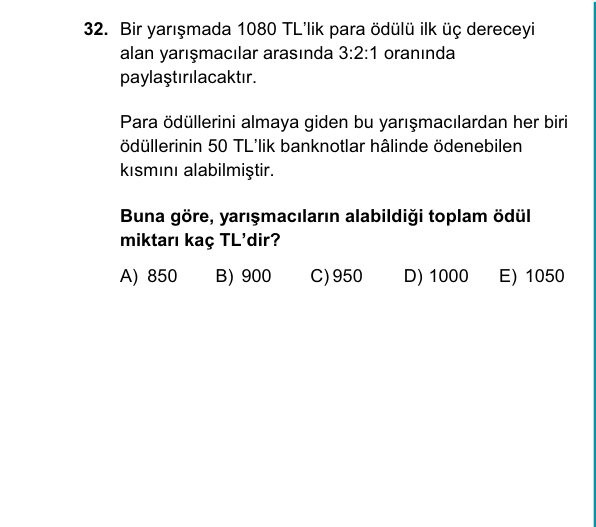 32. Bir yarışmada 1080 TL'lik para ödülü ilk üç dereceyi
alan yarışmacılar arasında 3:2:1 oranında
paylaştırılacaktır.
Para ödüllerini almaya giden bu yarışmacılardan her biri
ödüllerinin 50 TL'lik banknotlar hâlinde ödenebilen
kısmını alabilmiştir.
Buna göre, yarışmacıların alabildiği toplam ödül
miktarı kaç TL'dir?
A) 850 B) 900 C) 950 D) 1000 E) 1050